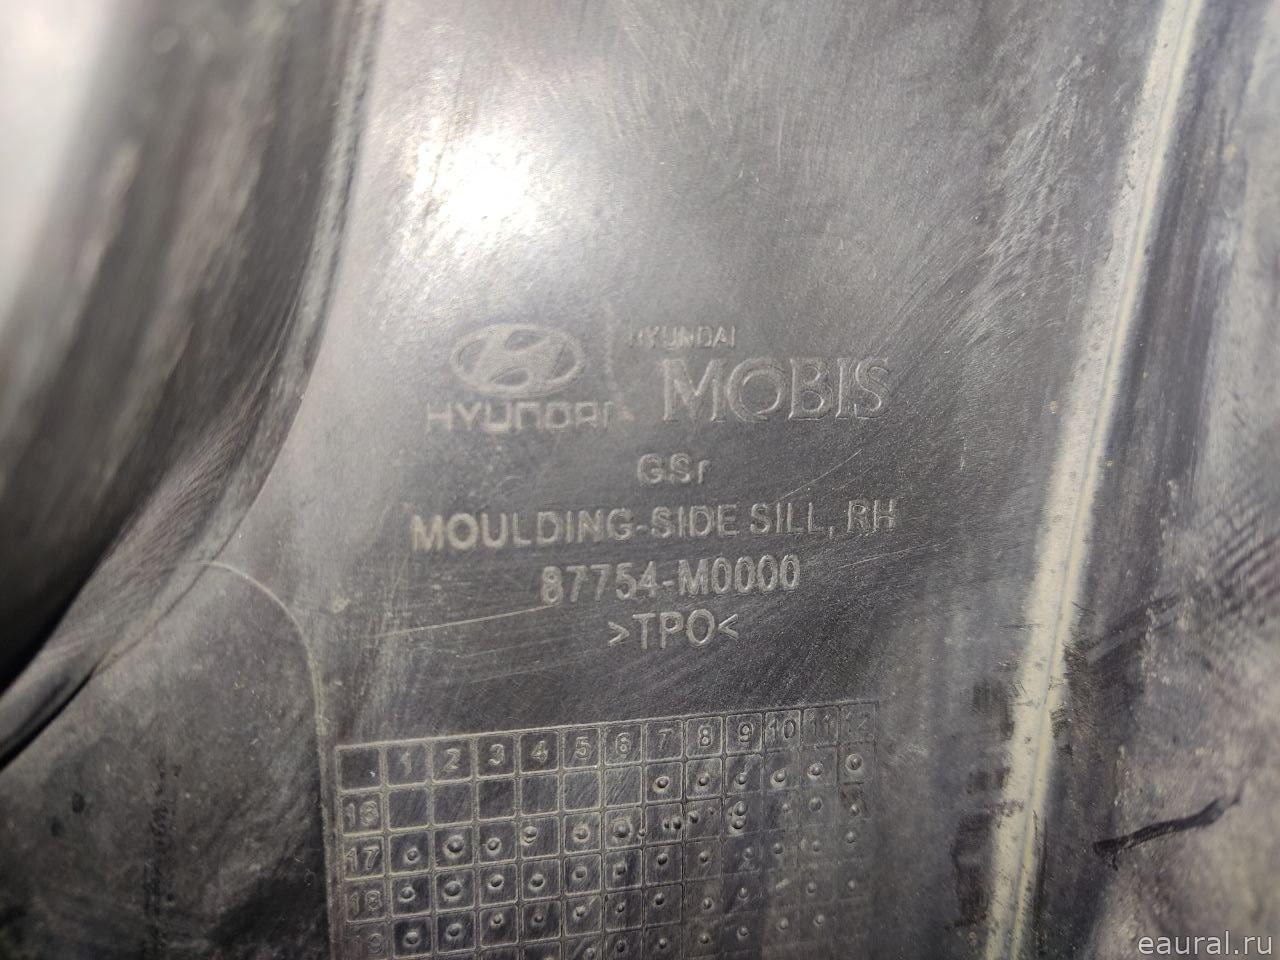 HYUNDAI
HYUNDAI
MOBIS
GSr
MOULDING-SIDE SILL, RH
87754-M0000
>TPO<
1 2 3 4 5 6 7 8 9 10 11 12
16
17
18
19
eaural.ru